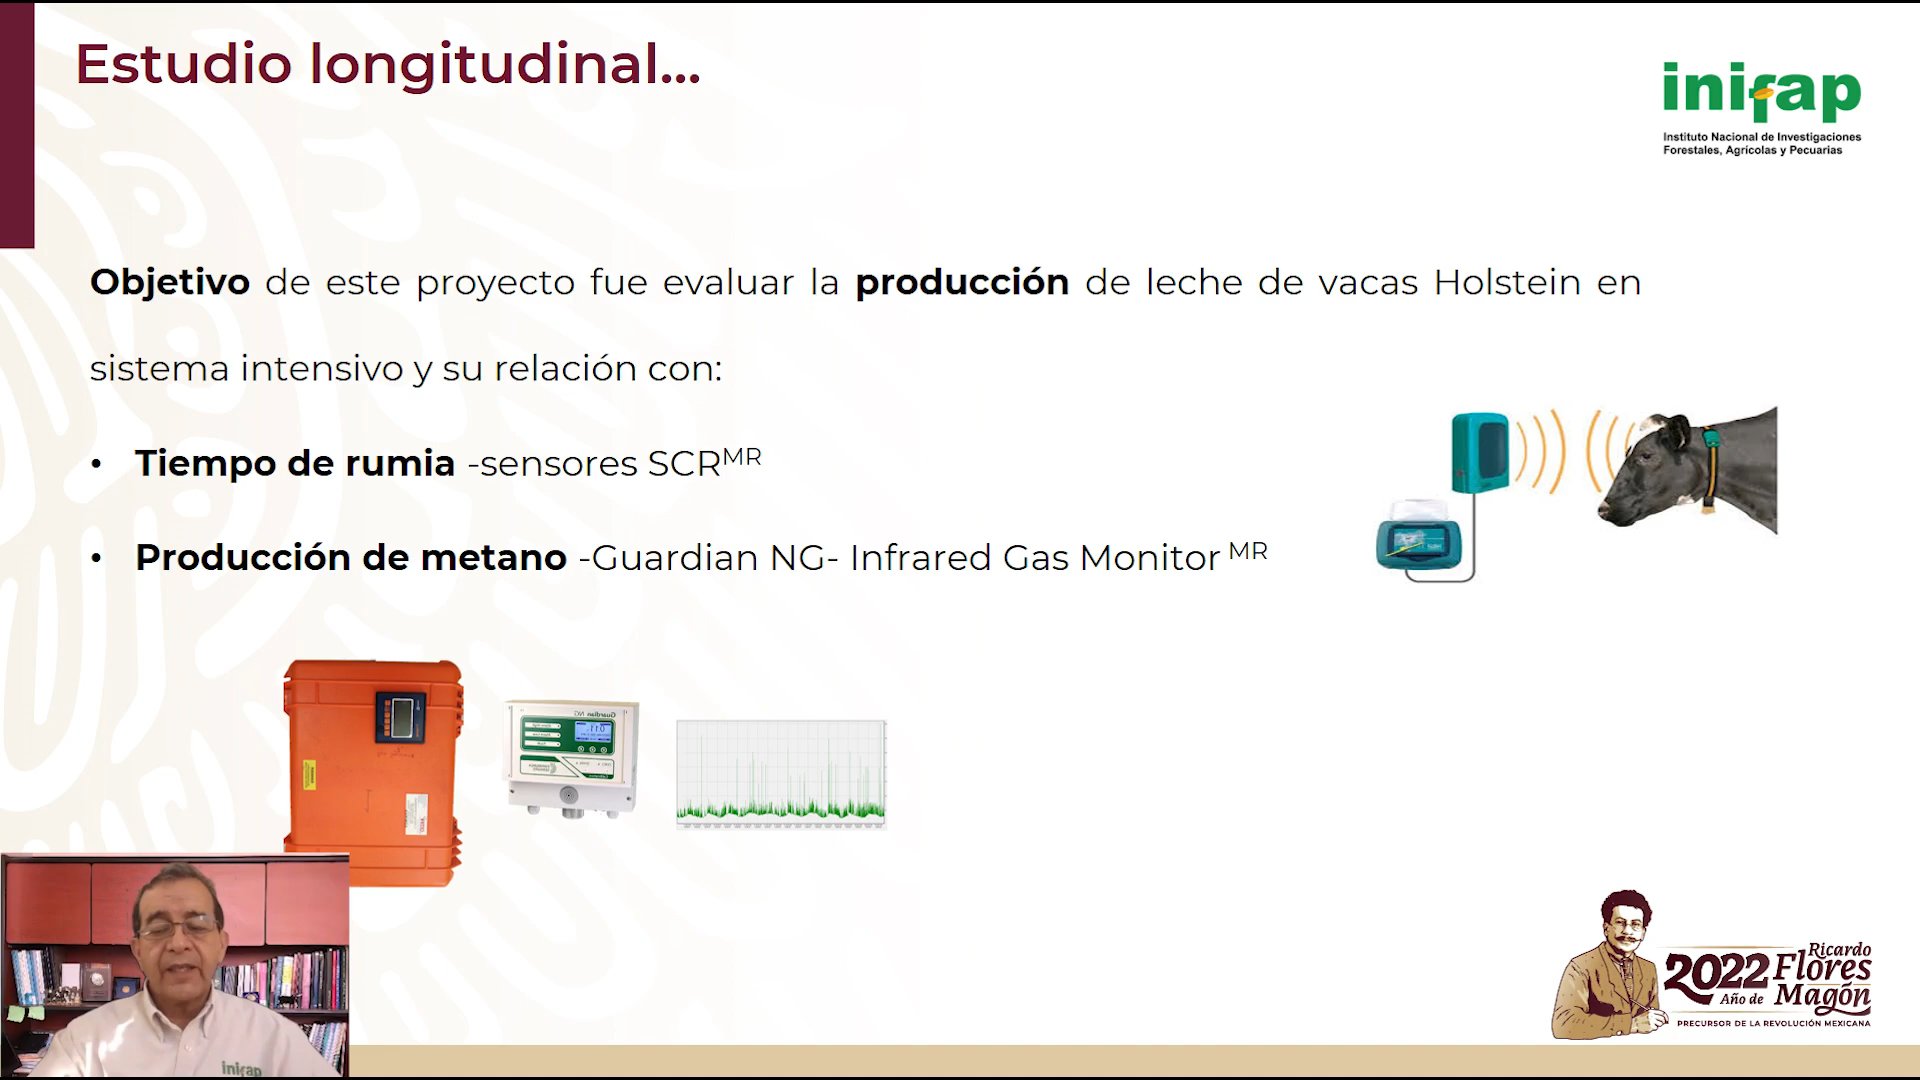 Estudio longitudinal...
inifap
Instituto Nacional de Investigaciones
Forestales, Agrícolas y Pecuarias
Objetivo de este proyecto fue evaluar la producción de leche de vacas Holstein en
sistema intensivo y su relación con:
• Tiempo de rumia -sensores SCRᴹᴿ
• Producción de metano -Guardian NG- Infrared Gas Monitor ᴹᴿ
Guardian NG
inifap
2022 Ricardo
Año de Flores
Magón
PRECURSOR DE LA REVOLUCIÓN MEXICANA